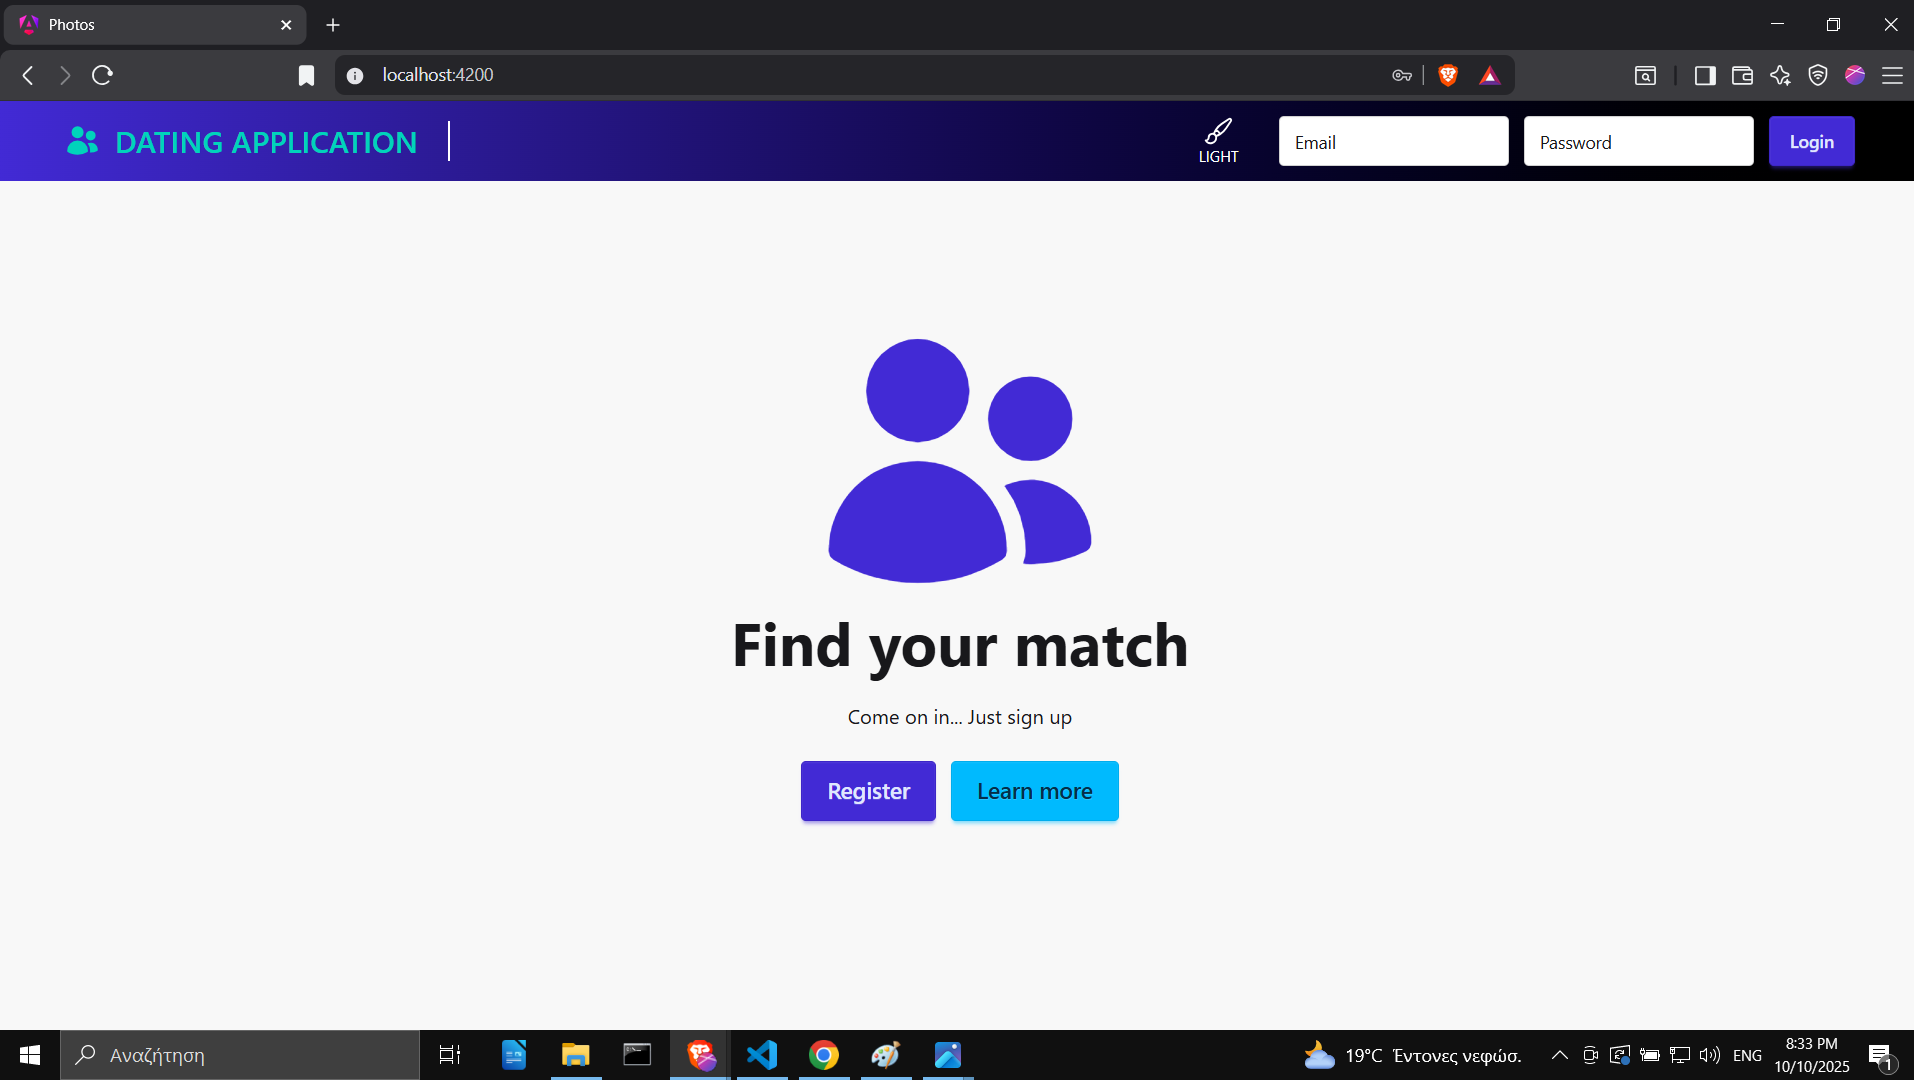 Photos
localhost:4200
DATING APPLICATION
LIGHT
Email
Password
Login
Find your match
Come on in... Just sign up
Register
Learn more
Αναζήτηση
19°C Έντονες νεφώσ.
ENG
8:33 PM
10/10/2025
1